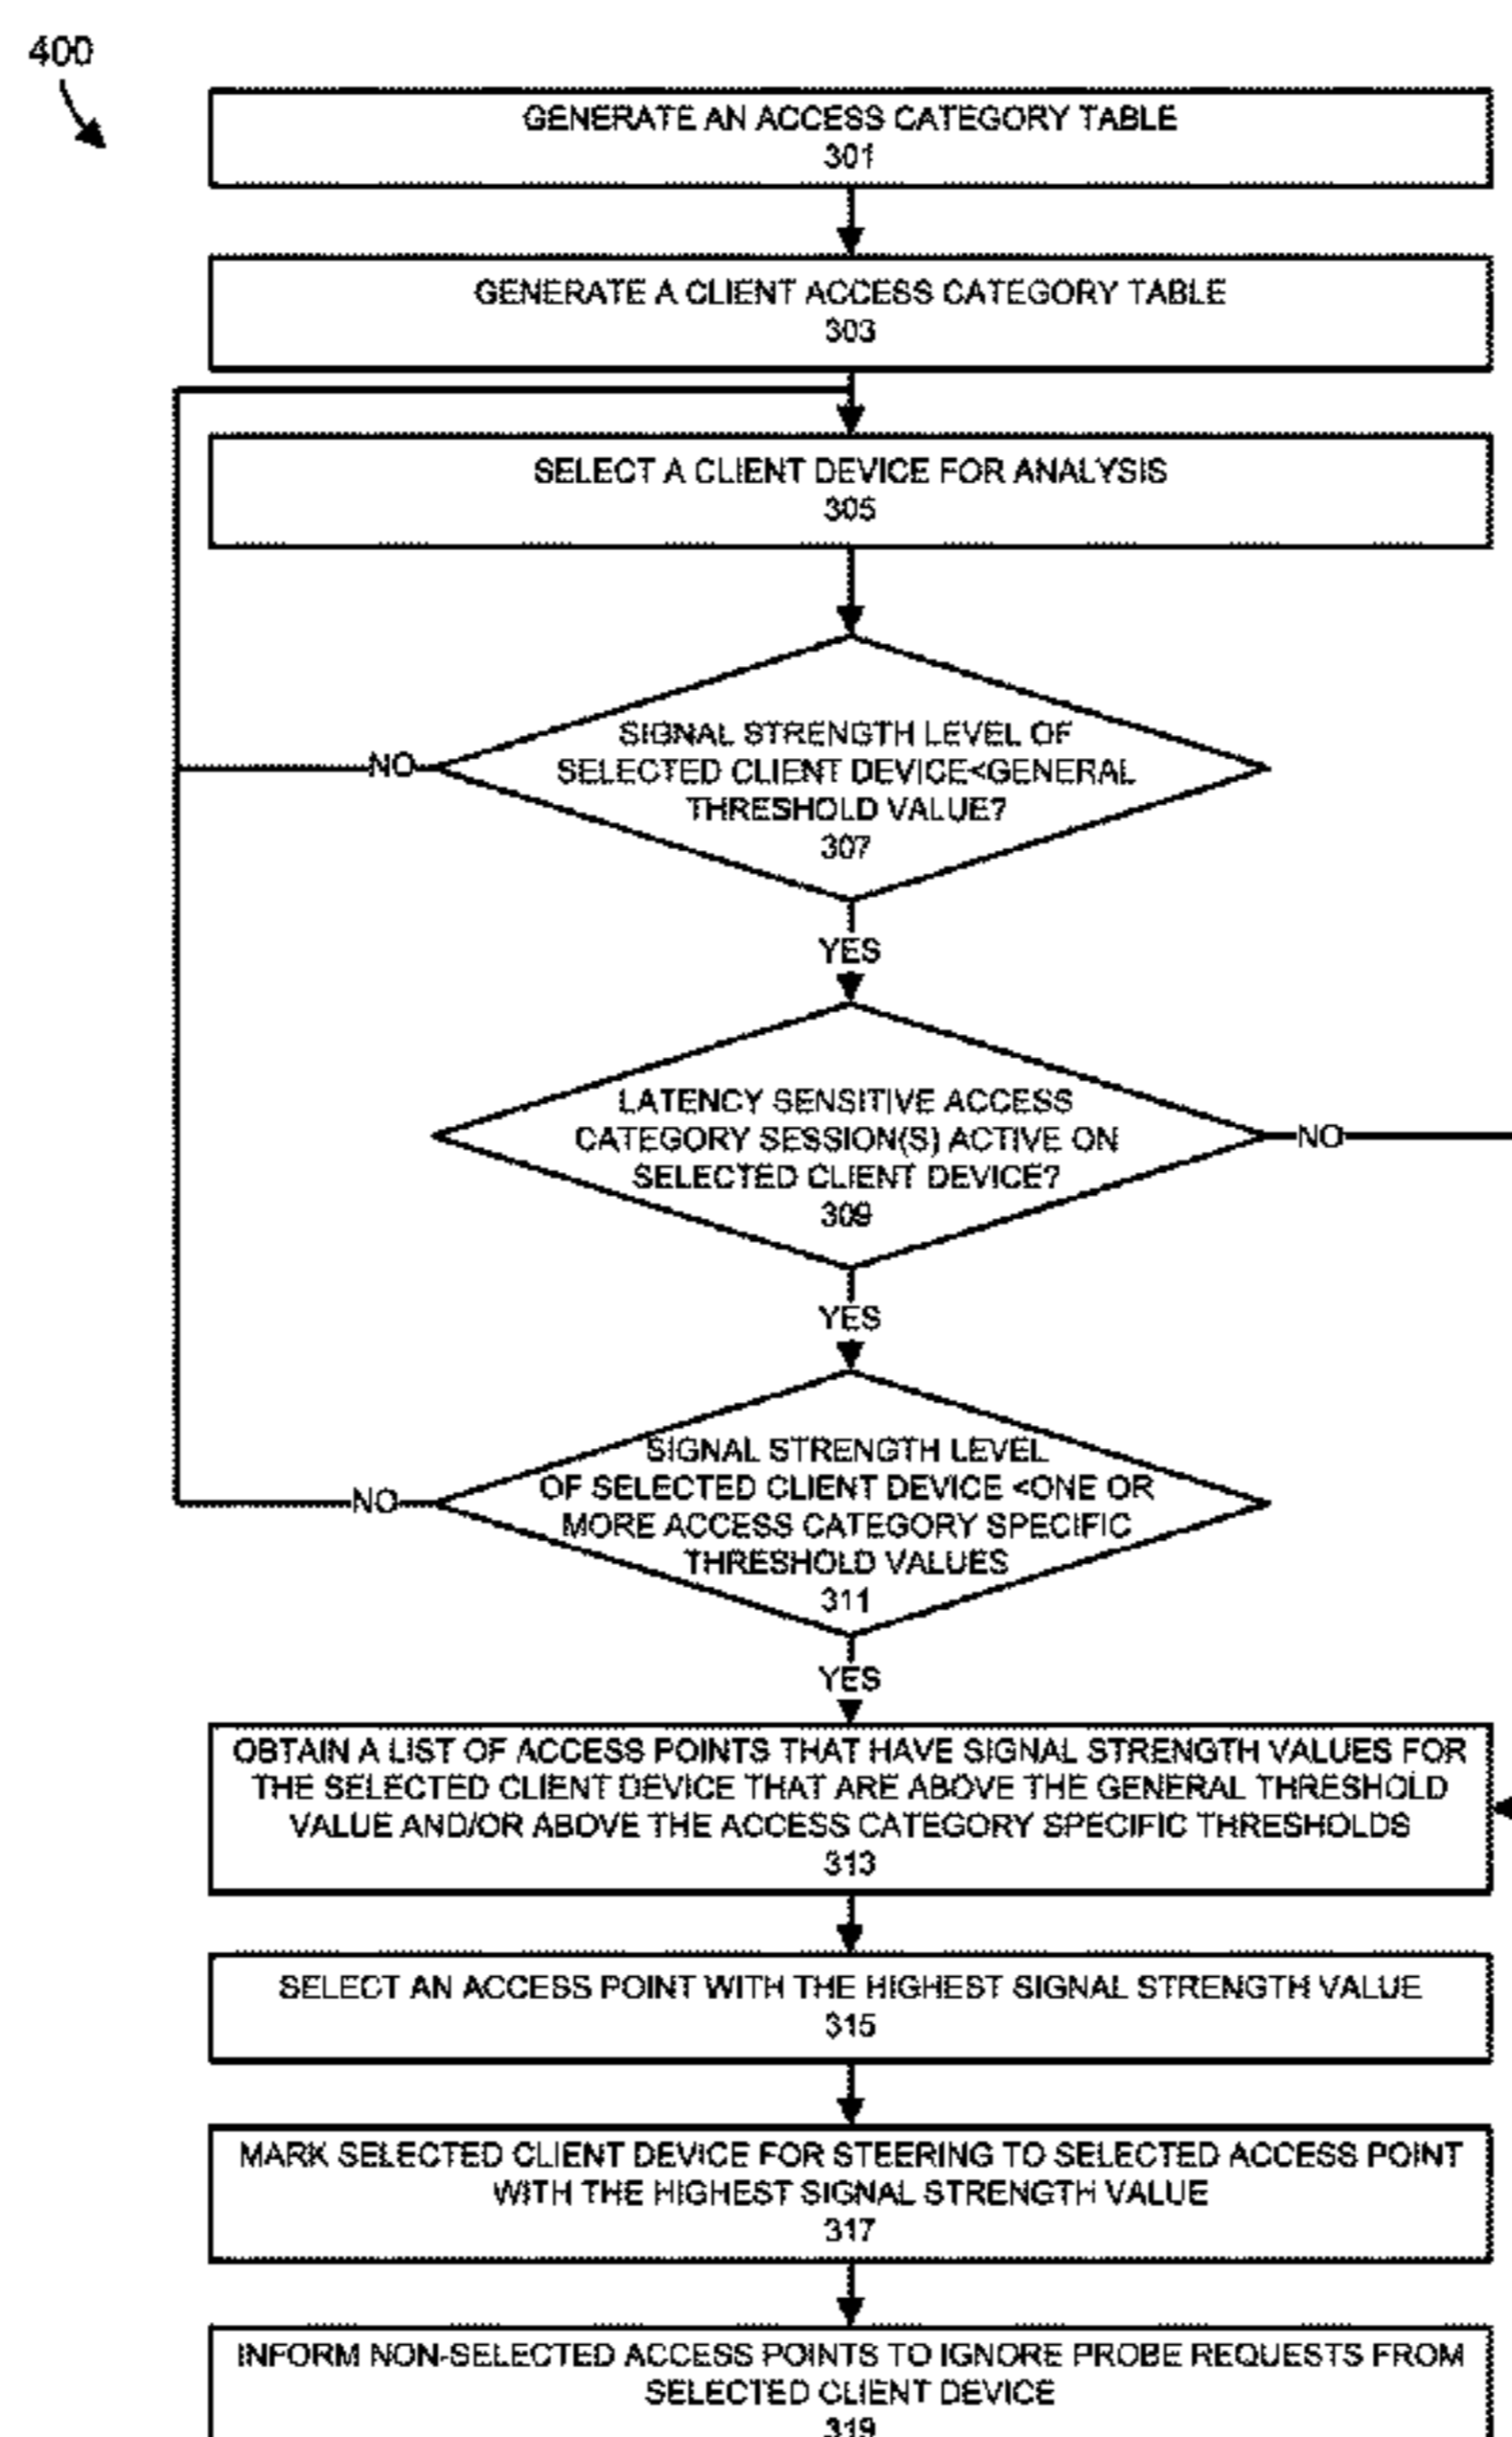 400
GENERATE AN ACCESS CATEGORY TABLE
301
GENERATE A CLIENT ACCESS CATEGORY TABLE
303
SELECT A CLIENT DEVICE FOR ANALYSIS
305
SIGNAL STRENGTH LEVEL OF
SELECTED CLIENT DEVICE<GENERAL
THRESHOLD VALUE?
307
NO
YES
LATENCY SENSITIVE ACCESS
CATEGORY SESSION(S) ACTIVE ON
SELECTED CLIENT DEVICE?
309
NO
YES
SIGNAL STRENGTH LEVEL
OF SELECTED CLIENT DEVICE <ONE OR
MORE ACCESS CATEGORY SPECIFIC
THRESHOLD VALUES
311
NO
YES
OBTAIN A LIST OF ACCESS POINTS THAT HAVE SIGNAL STRENGTH VALUES FOR
THE SELECTED CLIENT DEVICE THAT ARE ABOVE THE GENERAL THRESHOLD
VALUE AND/OR ABOVE THE ACCESS CATEGORY SPECIFIC THRESHOLDS
313
SELECT AN ACCESS POINT WITH THE HIGHEST SIGNAL STRENGTH VALUE
315
MARK SELECTED CLIENT DEVICE FOR STEERING TO SELECTED ACCESS POINT
WITH THE HIGHEST SIGNAL STRENGTH VALUE
317
INFORM NON-SELECTED ACCESS POINTS TO IGNORE PROBE REQUESTS FROM
SELECTED CLIENT DEVICE
319